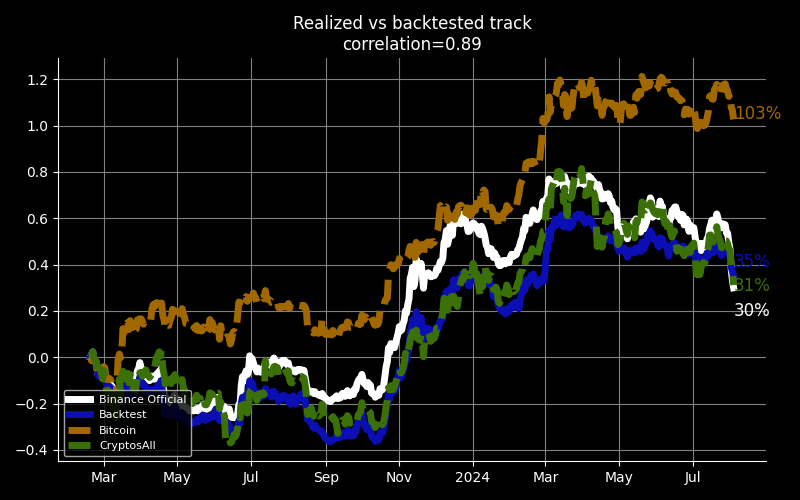 Realized vs backtested track
correlation=0.89
1.2
1.0
0.8
0.6
0.4
0.2
0.0
−0.2
−0.4
103%
35%
31%
30%
Binance Official
Backtest
Bitcoin
CryptosAll
Mar May Jul Sep Nov 2024 Mar May Jul